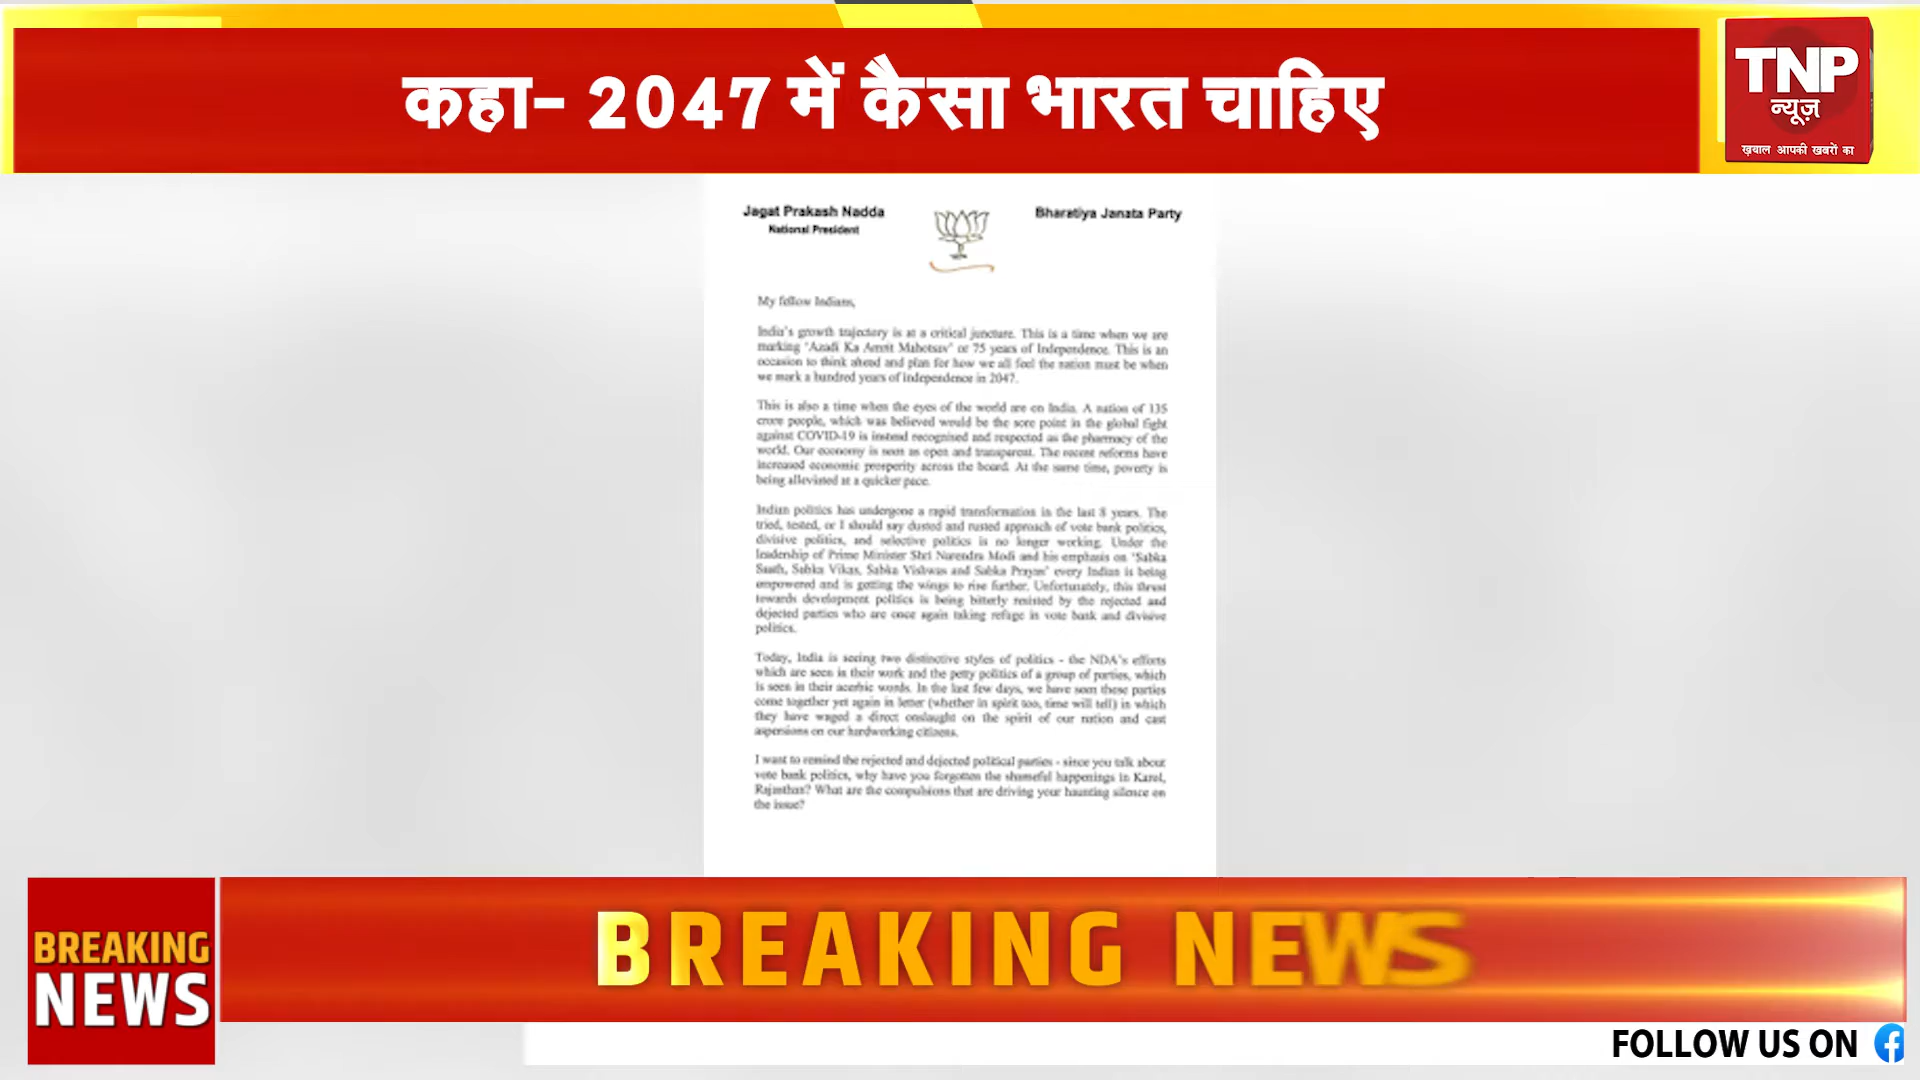 कहा- 2047 में कैसा भारत चाहिए
TNP
न्यूज़
ख़याल आपकी खबरों का
Jagat Prakash Nadda
National President
Bharatiya Janata Party
My fellow Indians,
India's growth trajectory is at a critical juncture. This is a time when we are
marking 'Azadi Ka Amrit Mahotsav' or 75 years of Independence. This is an
occasion to think ahead and plan for how we all feel the nation must be when
we mark a hundred years of Independence in 2047.
This is also a time when the eyes of the world are on India. A nation of 135
crore people, which was believed would be the sore point in the global fight
against COVID-19 is instead recognised and respected as the pharmacy of the
world. Our economy is seen as open and transparent. The recent reforms have
increased economic prosperity across the board. At the same time, poverty is
being alleviated at a quicker pace.
Indian politics has undergone a rapid transformation in the last 8 years. The
tried, tested, or I should say dusted and rusted approach of vote bank politics,
divisive politics, and selective politics is no longer working. Under the
leadership of Prime Minister Shri Narendra Modi and his emphasis on 'Sabka
Saath, Sabka Vikas, Sabka Vishwas and Sabka Prayas' every Indian is being
empowered and is getting the wings to rise further. Unfortunately, this thrust
towards development politics is being bitterly resisted by the rejected and
dejected parties who are once again taking refuge in vote bank and divisive
politics.
Today, India is seeing two distinctive styles of politics - the NDA's efforts
which are seen in their work and the petty politics of a group of parties, which
is seen in their acerbic words. In the last few days, we have seen these parties
come together yet again in letter (whether in spirit too, time will tell) in which
they have waged a direct onslaught on the spirit of our nation and cast
aspersions on our hardworking citizens.
I want to remind the rejected and dejected political parties - since you talk about
vote bank politics, why have you forgotten the shameful happenings in Karol,
Rajasthan? What are the compulsions that are driving your haunting silence on
the issue?
BREAKING NEWS
BREAKING
NEWS
FOLLOW US ON